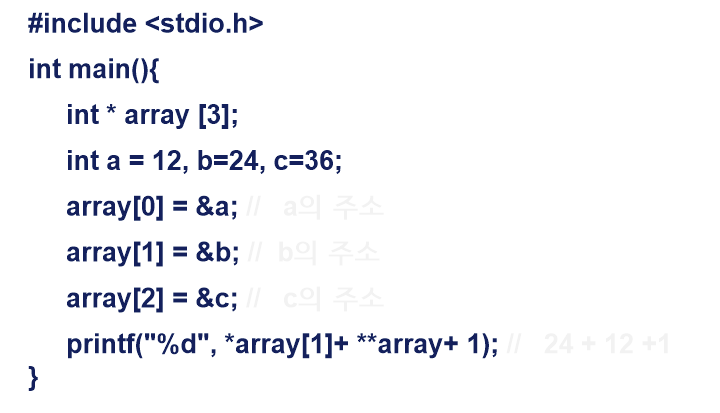 #include <stdio.h>
int main(){
int * array [3];
int a = 12, b=24, c=36;
array[0] = &a; // a의 주소
array[1] = &b; // b의 주소
array[2] = &c; // c의 주소
printf("%d", *array[1]+ **array+ 1); // 24 + 12 +1
}